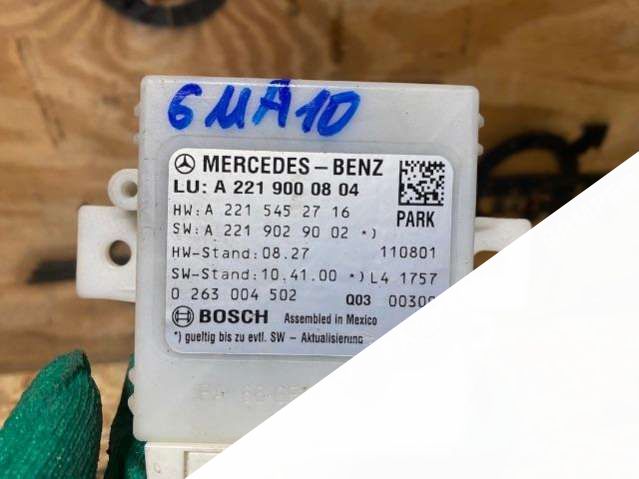 6MA10
MERCEDES-BENZ
LU: A 221 900 08 04
HW: A 221 545 27 16
PARK
SW: A 221 902 90 02 *)
HW-Stand: 08.27 110801
SW-Stand: 10.41.00 *) L4 1757
0 263 004 502 Q03
BOSCH Assembled in Mexico
*) gueltig bis zu evtl. SW - Aktualisierung